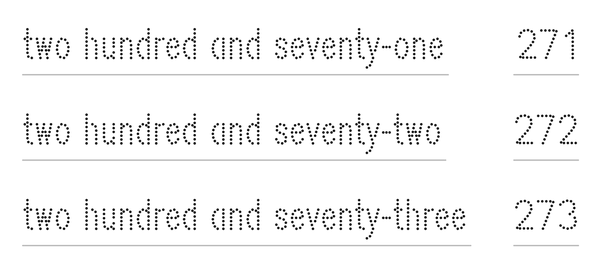 two hundred and seventy-one 271
two hundred and seventy-two 272
two hundred and seventy-three 273